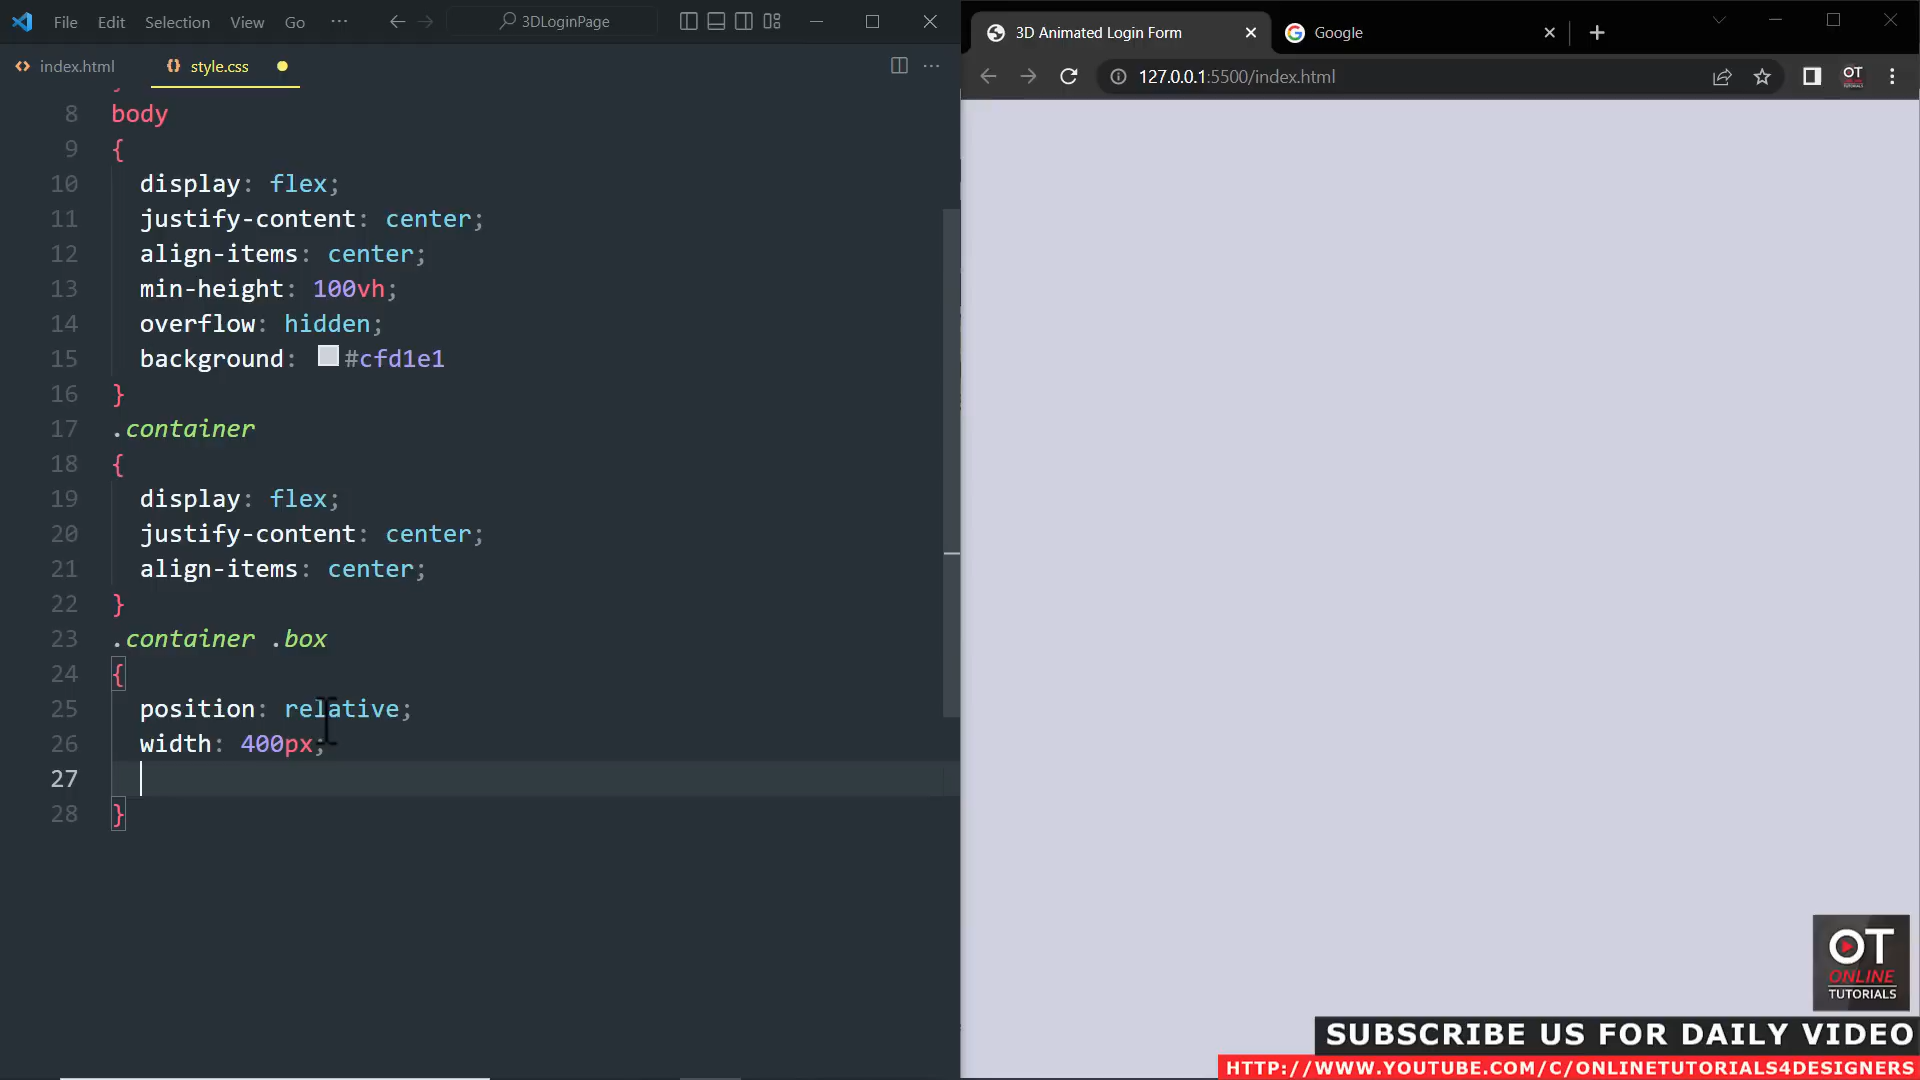 File Edit Selection View Go ··· 3DLoginPage
index.html style.css
8 body
9 {
10 display: flex;
11 justify-content: center;
12 align-items: center;
13 min-height: 100vh;
14 overflow: hidden;
15 background: #cfd1e1
16 }
17 .container
18 {
19 display: flex;
20 justify-content: center;
21 align-items: center;
22 }
23 .container .box
24 {
25 position: relative;
26 width: 400px;
27
28 }
3D Animated Login Form Google
127.0.0.1:5500/index.html
OT
ONLINE
TUTORIALS
SUBSCRIBE US FOR DAILY VIDEO
HTTP://WWW.YOUTUBE.COM/C/ONLINETUTORIALS4DESIGNERS